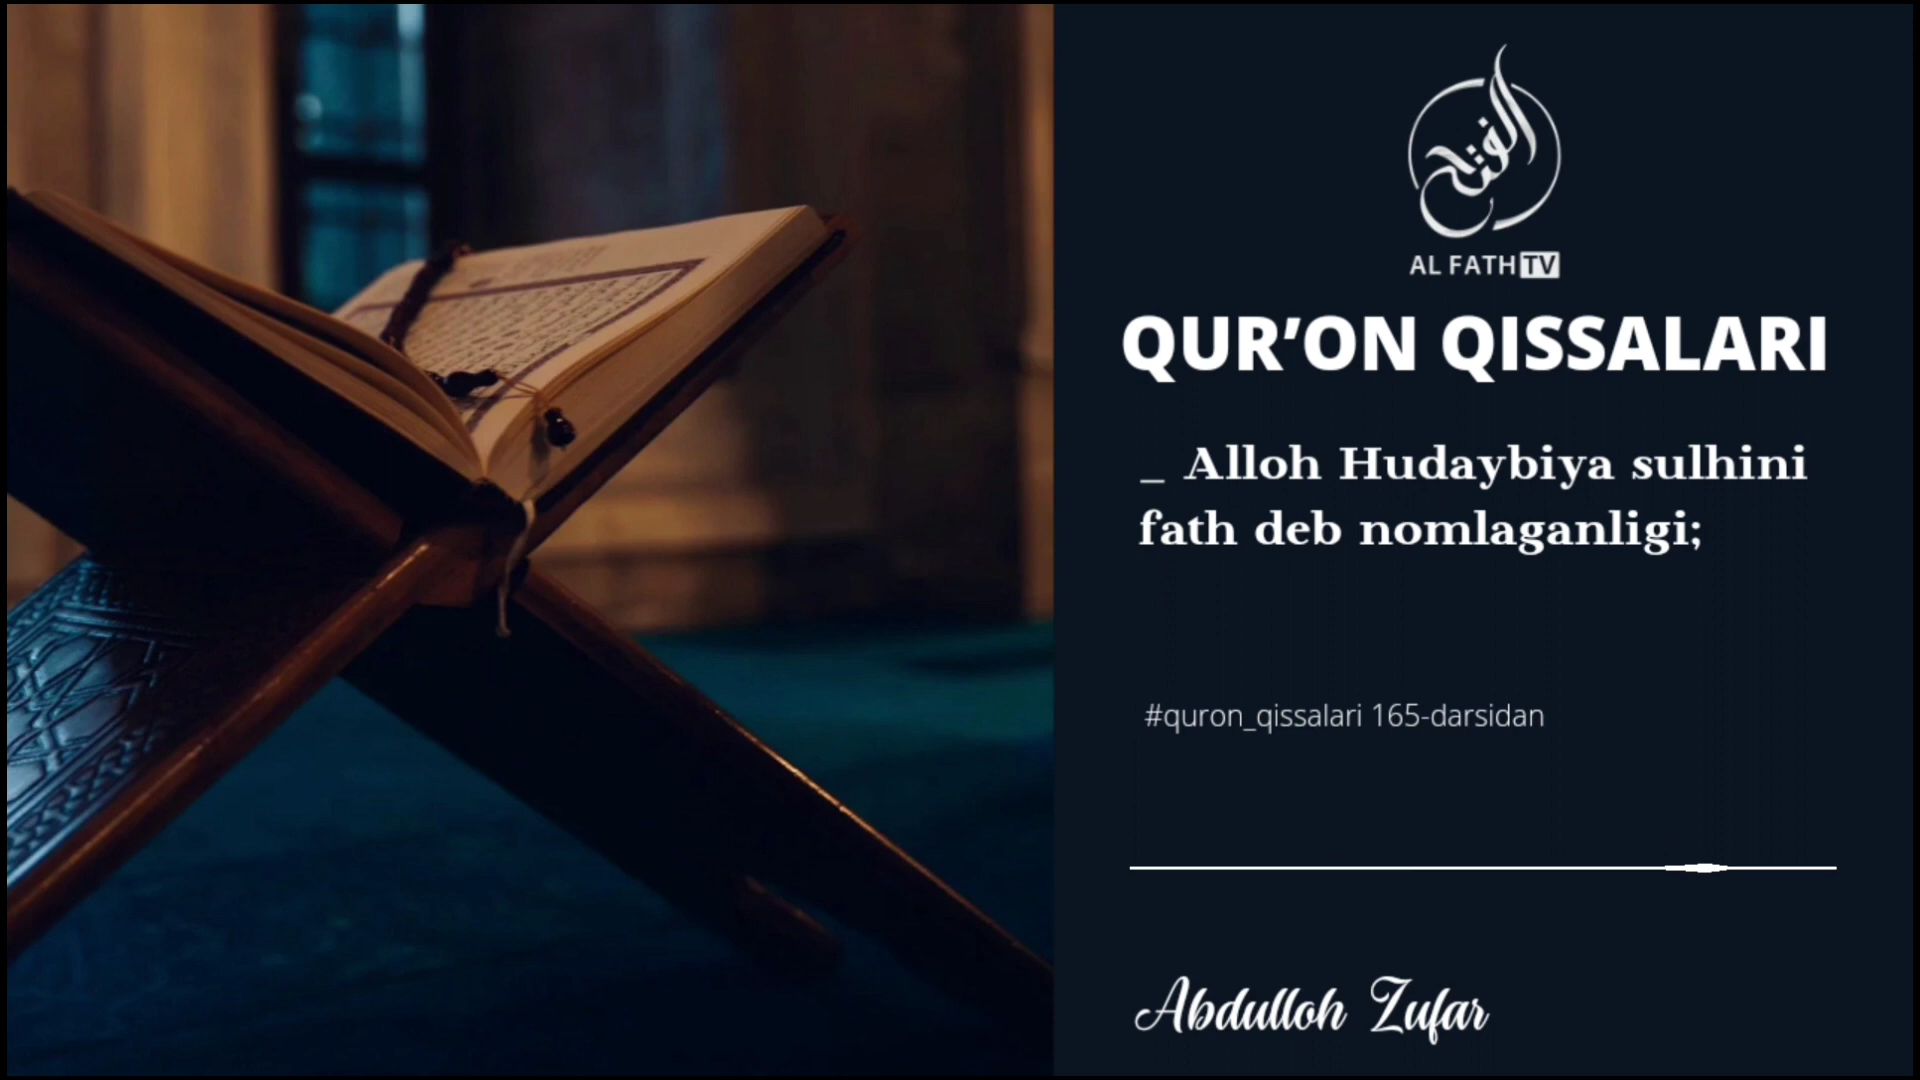 الفتح
AL FATH TV
QUR’ON QISSALARI
_ Alloh Hudaybiya sulhini
fath deb nomlaganligi;
#quron_qissalari 165-darsidan
Abdulloh Zufar